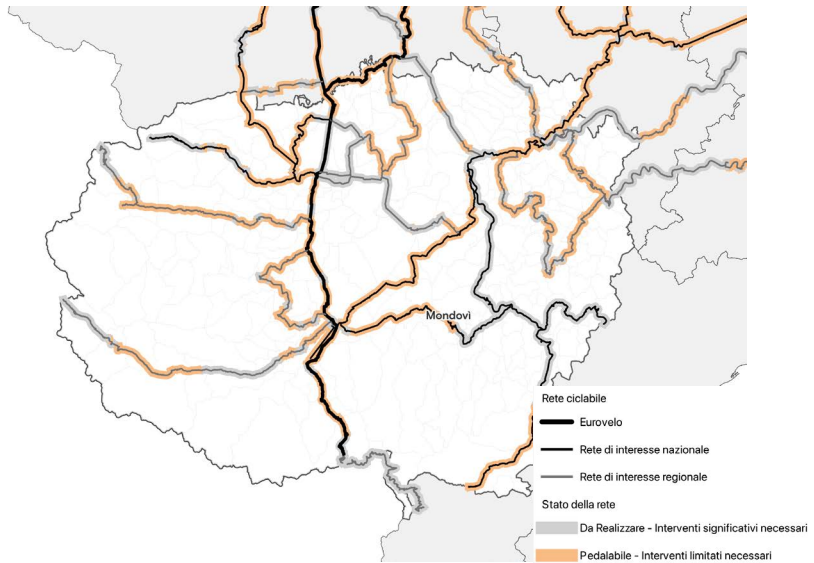 Mondovì
Rete ciclabile
Eurovelo
Rete di interesse nazionale
Rete di interesse regionale
Stato della rete
Da Realizzare - Interventi significativi necessari
Pedalabile - Interventi limitati necessari